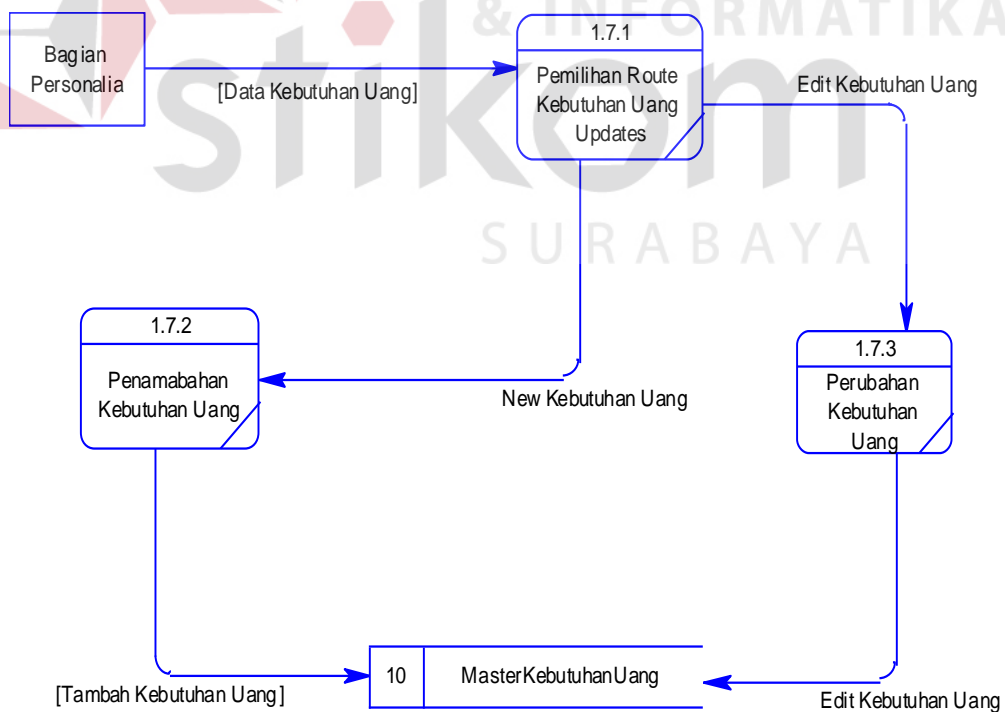 & INFORMATIKA
stikom
SURABAYA
Bagian
Personalia
[Data Kebutuhan Uang]
1.7.1
Pemilihan Route
Kebutuhan Uang
Updates
Edit Kebutuhan Uang
1.7.2
Penamabahan
Kebutuhan Uang
New Kebutuhan Uang
1.7.3
Perubahan
Kebutuhan
Uang
[Tambah Kebutuhan Uang]
10
MasterKebutuhanUang
Edit Kebutuhan Uang